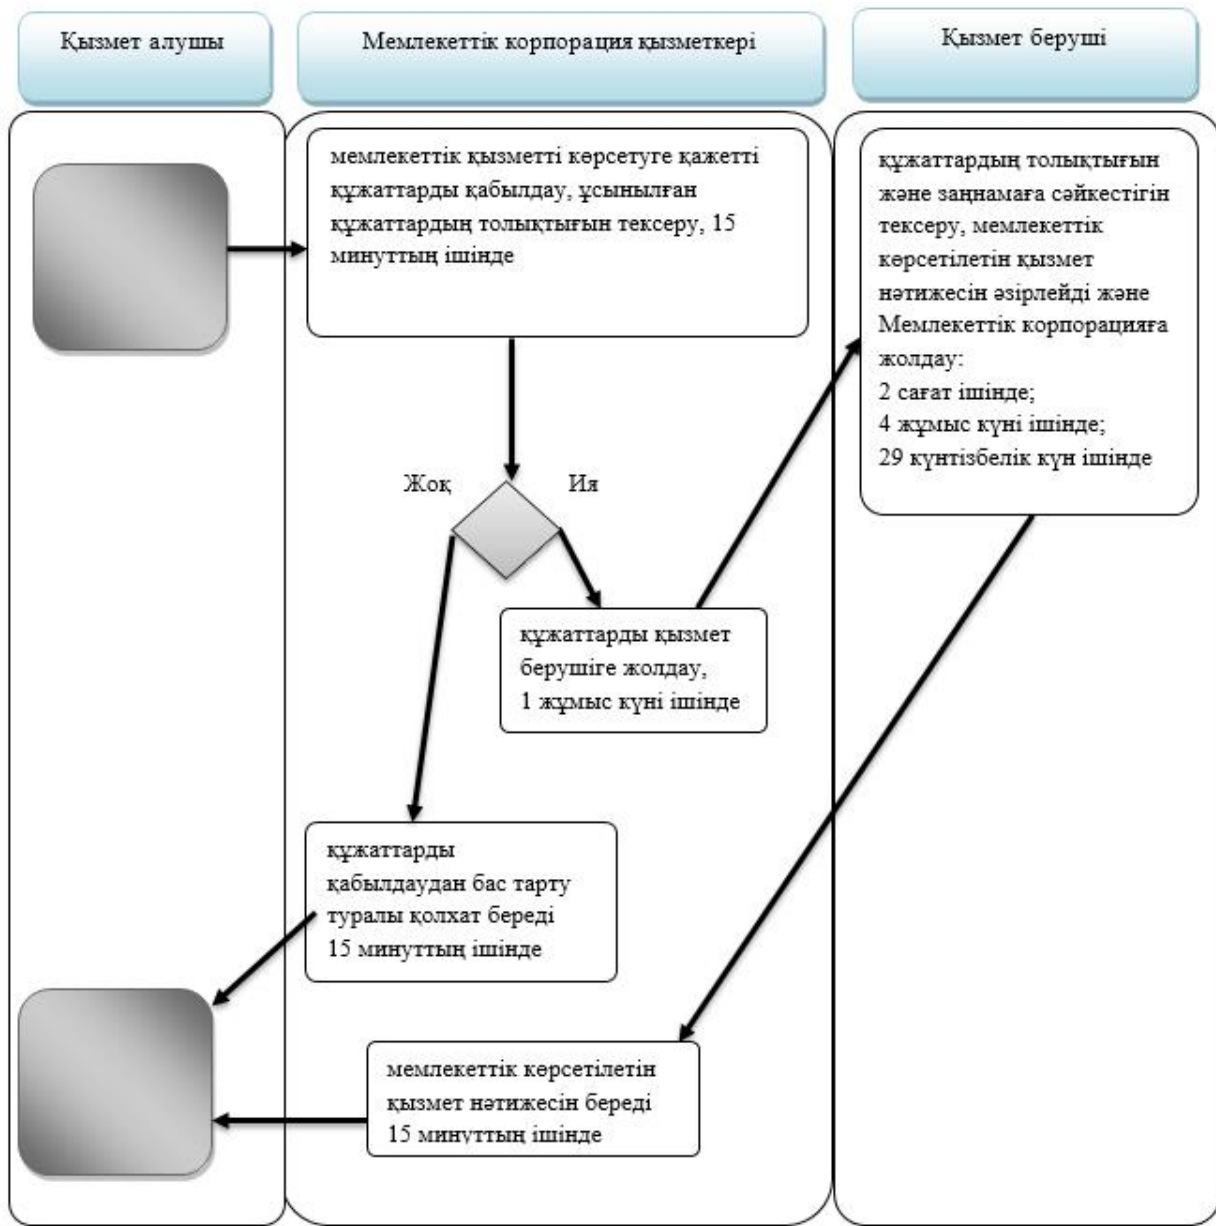 Қызмет алушы
Мемлекеттік корпорация қызметкері
Қызмет беруші
мемлекеттік қызметті көрсетуге қажетті
құжаттарды қабылдау, ұсынылған
құжаттардың толықтығын тексеру, 15
минуттың ішінде
құжаттардың толықтығын
және заңнамаға сәйкестігін
тексеру, мемлекеттік
көрсетілетін қызмет
нәтижесін әзірлейді және
Мемлекеттік корпорацияға
жолдау:
2 сағат ішінде;
4 жұмыс күні ішінде;
29 күнтізбелік күн ішінде
Жоқ
Ия
құжаттарды қызмет
берушіге жолдау,
1 жұмыс күні ішінде
құжаттарды
қабылдаудан бас тарту
туралы қолхат береді
15 минуттың ішінде
мемлекеттік көрсетілетін
қызмет нәтижесін береді
15 минуттың ішінде